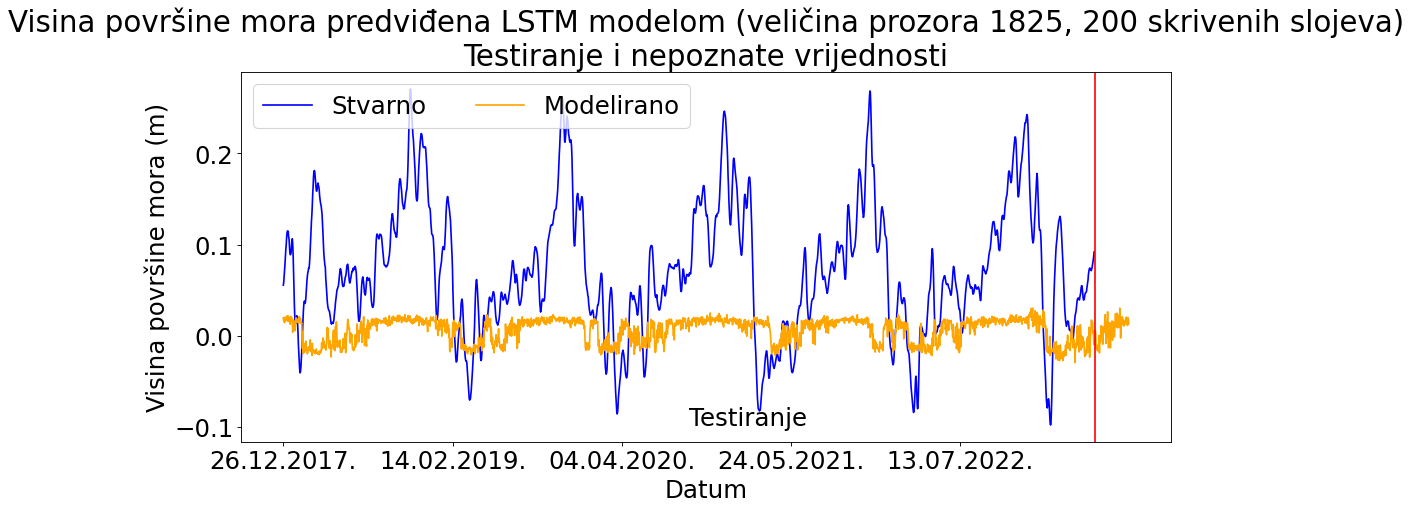 Visina površine mora predviđena LSTM modelom (veličina prozora 1825, 200 skrivenih slojeva)
Testiranje i nepoznate vrijednosti
Stvarno Modelirano
Visina površine mora (m)
0.2
0.1
0.0
−0.1
Testiranje
26.12.2017. 14.02.2019. 04.04.2020. 24.05.2021. 13.07.2022.
Datum